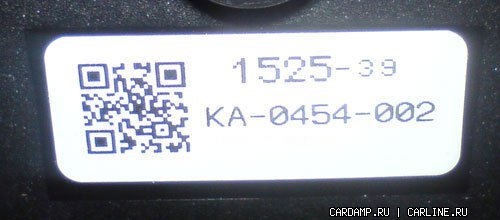 1525-39
KA-0454-002
CARDAMP.RU | CARLINE.RU